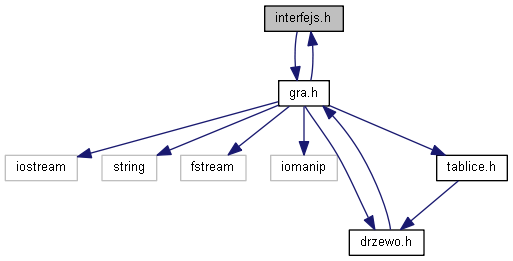 interfejs.h
gra.h
iostream
string
fstream
iomanip
tablice.h
drzewo.h